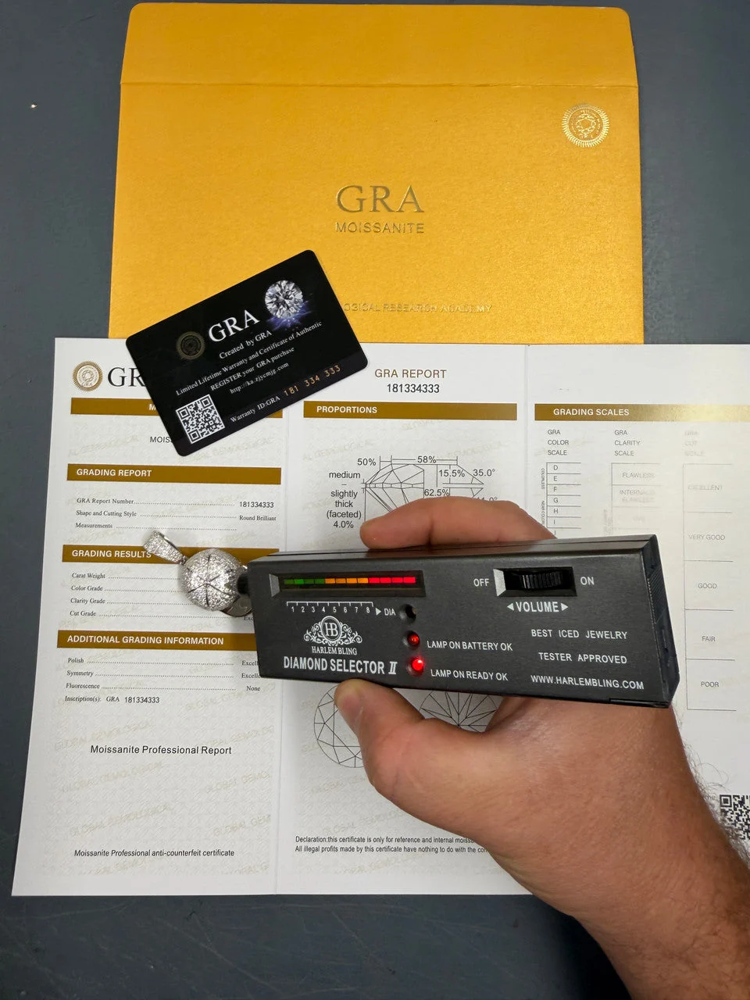 GRA
MOISSANITE
GRA
Created by GRA
Limited Lifetime Warranty and Certificate of Authentic
REGISTER your GRA purchase
Warranty ID:GRA 181 334 333
GR
GRADING REPORT
GRA Report Number
181334333
Shape and Cutting Style
Round Brilliant
Measurements
GRADING RESULTS
Carat Weight
Color Grade
Clarity Grade
Cut Grade
ADDITIONAL GRADING INFORMATION
Polish
Symmetry
Fluorescence
None
Inscription(s): GRA 181334333
Moissanite Professional Report
Moissanite Professional anti-counterfeit certificate
GRA REPORT
181334333
PROPORTIONS
50%
58%
medium
–
slightly
thick
(faceted)
4.0%
15.5%
35.0°
62.5%
Declaration:this certificate is only for reference and internal
All illegal profits made by this certificate have nothing to do with the
GRADING SCALES
GRA
COLOR
SCALE
GRA
CLARITY
SCALE
GRA
CUT
SCALE
D
E
F
G
H
I
FLAWLESS
EXCELLENT
VERY GOOD
GOOD
FAIR
POOR
1 2 3 4 5 6 7 8 ▶ DIA
HB
HARLEM BLING
DIAMOND SELECTOR II
LAMP ON BATTERY OK
LAMP ON READY OK
OFF
ON
◀VOLUME▶
BEST ICED JEWELRY
TESTER APPROVED
WWW.HARLEMBLING.COM